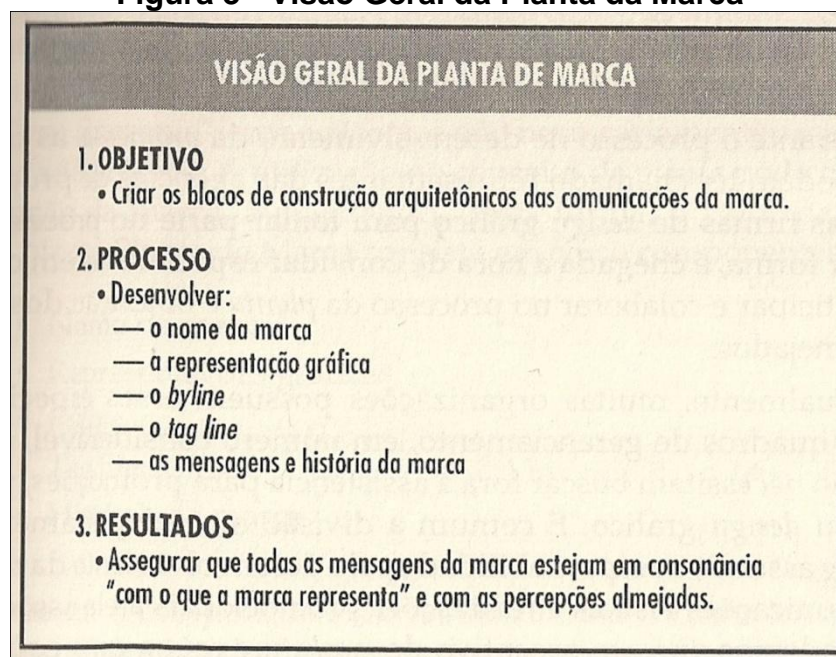 Figura 8 - Visão Geral da Planta da Marca
VISÃO GERAL DA PLANTA DE MARCA
1. OBJETIVO
• Criar os blocos de construção arquitetônicos das comunicações da marca.
2. PROCESSO
• Desenvolver:
— o nome da marca
— a representação gráfica
— o byline
— o tag line
— as mensagens e história da marca
3. RESULTADOS
• Assegurar que todas as mensagens da marca estejam em consonância
"com o que a marca representa" e com as percepções almejadas.